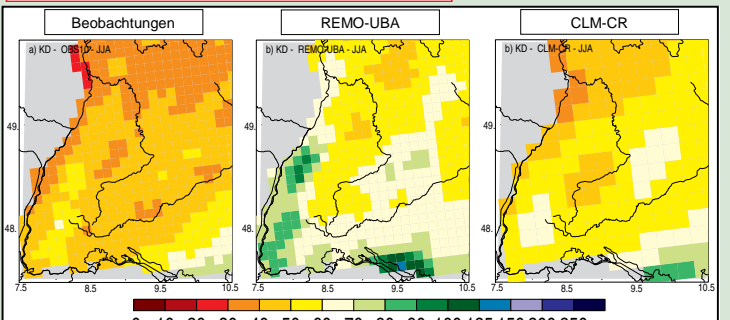 Beobachtungen
REMO-UBA
CLM-CR
a) KD - OBS10 - JJA
b) KD - REMO-UBA - JJA
b) KD - CLM-CR - JJA
49.
49.
49.
48.
48.
48.
7.5 8.5 9.5 10.5
7.5 8.5 9.5 10.5
7.5 8.5 9.5 10.5